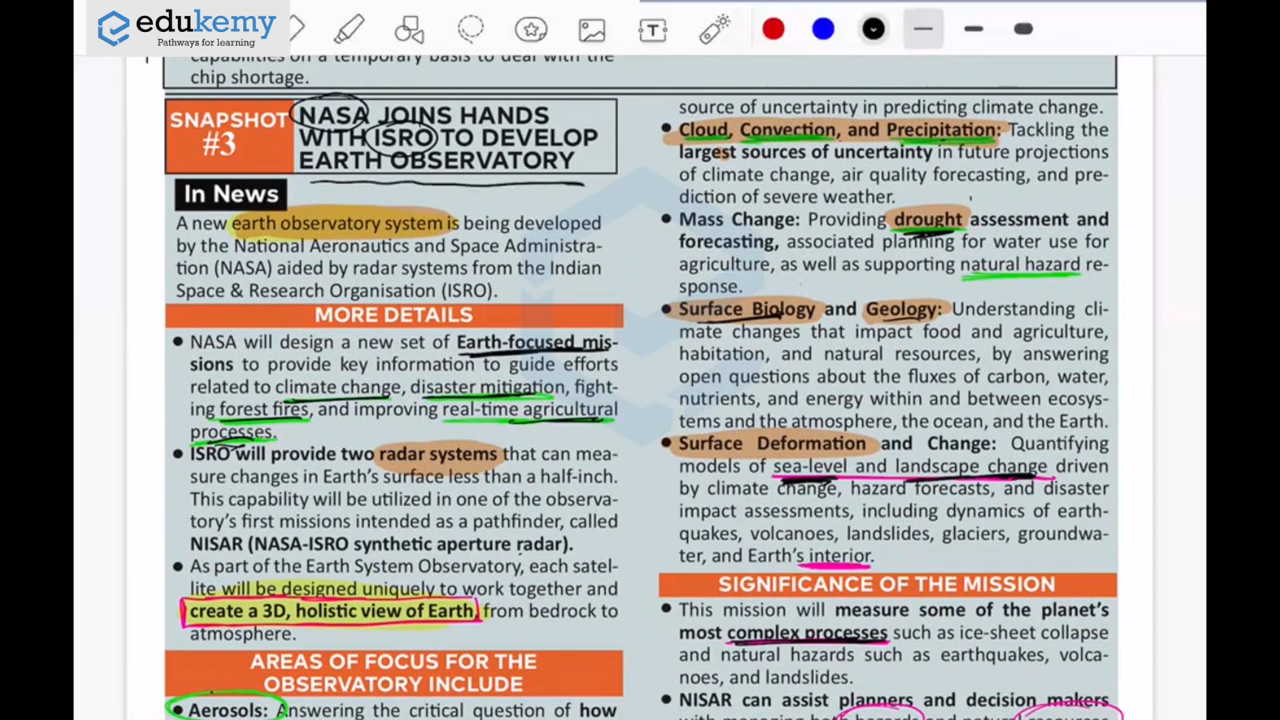 edukemy
Pathways for learning
T
capabilities on a temporary basis to deal with the
chip shortage.
SNAPSHOT
#3
NASA JOINS HANDS
WITH ISRO TO DEVELOP
EARTH OBSERVATORY
In News
A new earth observatory system is being developed
by the National Aeronautics and Space Administra-
tion (NASA) aided by radar systems from the Indian
Space & Research Organisation (ISRO).
MORE DETAILS
• NASA will design a new set of Earth-focused mis-
sions to provide key information to guide efforts
related to climate change, disaster mitigation, fight-
ing forest fires, and improving real-time agricultural
processes.
• ISRO will provide two radar systems that can mea-
sure changes in Earth's surface less than a half-inch.
This capability will be utilized in one of the observa-
tory's first missions intended as a pathfinder, called
NISAR (NASA-ISRO synthetic aperture radar).
• As part of the Earth System Observatory, each satel-
lite will be designed uniquely to work together and
create a 3D, holistic view of Earth, from bedrock to
atmosphere.
AREAS OF FOCUS FOR THE
OBSERVATORY INCLUDE
• Aerosols: Answering the critical question of how
source of uncertainty in predicting climate change.
• Cloud, Convection, and Precipitation: Tackling the
largest sources of uncertainty in future projections
of climate change, air quality forecasting, and pre-
diction of severe weather.
• Mass Change: Providing drought assessment and
forecasting, associated planning for water use for
agriculture, as well as supporting natural hazard re-
sponse.
• Surface Biology and Geology: Understanding cli-
mate changes that impact food and agriculture,
habitation, and natural resources, by answering
open questions about the fluxes of carbon, water,
nutrients, and energy within and between ecosys-
tems and the atmosphere, the ocean, and the Earth.
• Surface Deformation and Change: Quantifying
models of sea-level and landscape change driven
by climate change, hazard forecasts, and disaster
impact assessments, including dynamics of earth-
quakes, volcanoes, landslides, glaciers, groundwa-
ter, and Earth's interior.
SIGNIFICANCE OF THE MISSION
• This mission will measure some of the planet's
most complex processes such as ice-sheet collapse
and natural hazards such as earthquakes, volca-
noes, and landslides.
• NISAR can assist planners and decision makers
with managing both hazards and natural resources